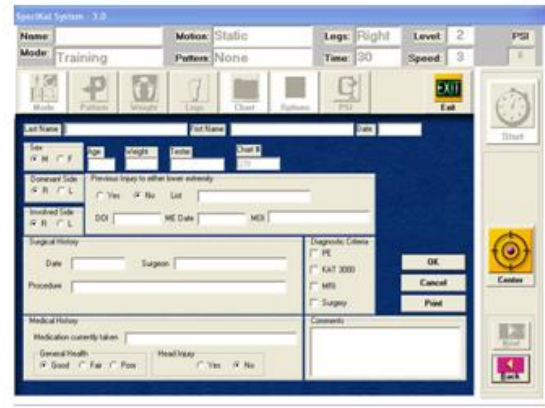 SportKat System - 3.0
Name: Motion: Static Legs: Right Level: 2 PSI
Mode: Training Pattern: None Time: 30 Speed: 3 6
Mode Pattern Weight Legs Chart Options PSI EXIT Exit
Start
Last Name First Name Date
Sex Age Weight Tester Chart #
M F
Dominant Side Previous Injury to either lower extremity
R L Yes No List
Involved Side
R L DOI ME Date MOI
Surgical History Diagnostic Criteria
Date Surgeon PE
KAT 3000
Procedure MRI
Surgery
OK
Cancel
Print
Center
Medical History Comments
Medication currently taken
General Health Head Injury
Good Fair Poor Yes No
Back